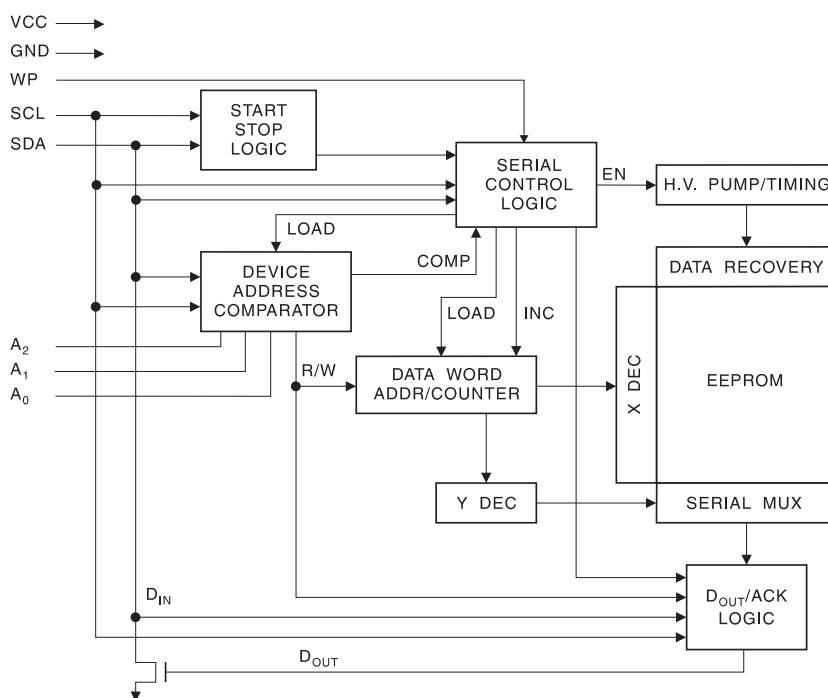 VCC
GND
WP
SCL
SDA
START
STOP
LOGIC
SERIAL
CONTROL
LOGIC
EN
H.V. PUMP/TIMING
LOAD
COMP
DEVICE
ADDRESS
COMPARATOR
DATA RECOVERY
LOAD
INC
A2
A1
A0
R/W
DATA WORD
ADDR/COUNTER
X DEC
EEPROM
Y DEC
SERIAL MUX
DIN
DOUT/ACK
LOGIC
DOUT